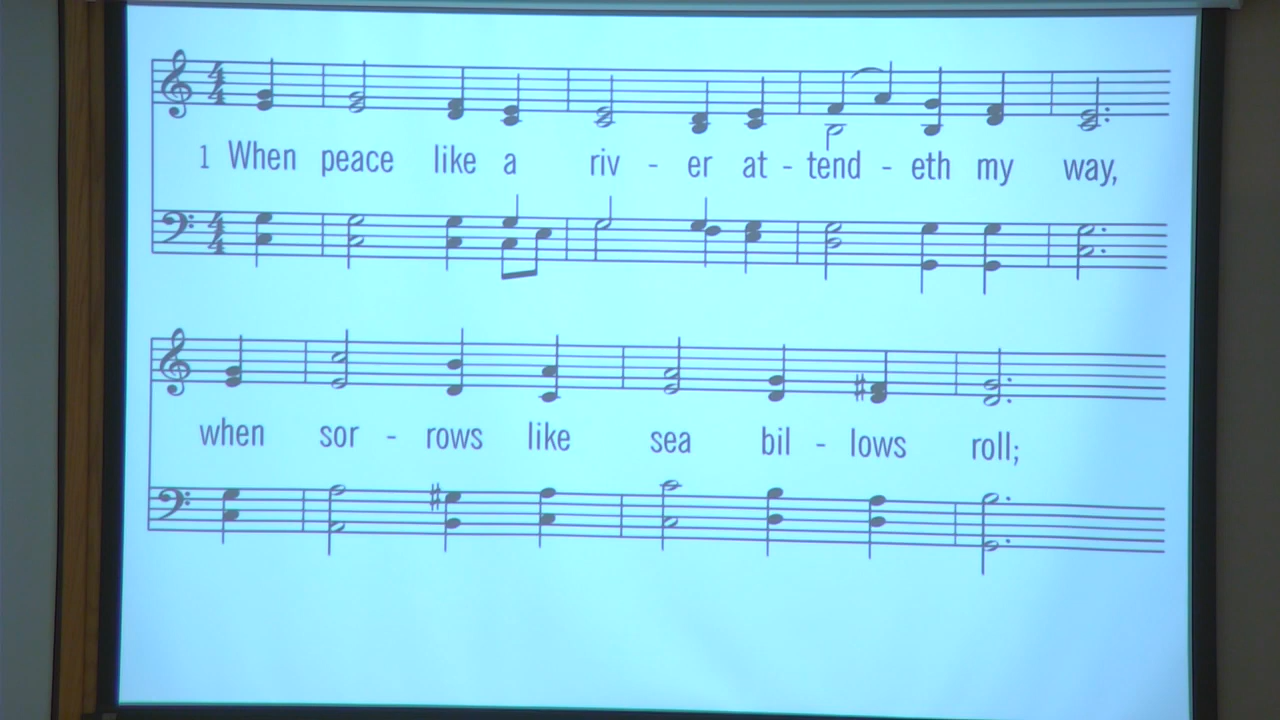 1 When peace like a riv - er at - tend - eth my way,
when sor - rows like sea bil - lows roll;